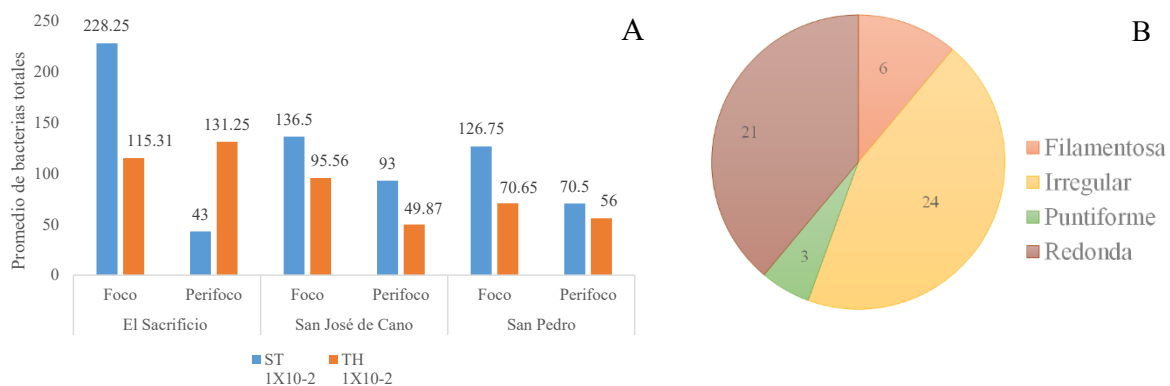 A
Promedio de bacterias totales
250
200
150
100
50
0
228.25
115.31
43
131.25
136.5
95.56
93
49.87
126.75
70.65
70.5
56
Foco Perifoco Foco Perifoco Foco Perifoco
El Sacrificio San José de Cano San Pedro
ST
1X10-2
TH
1X10-2
B
6
24
3
21
Filamentosa
Irregular
Puntiforme
Redonda